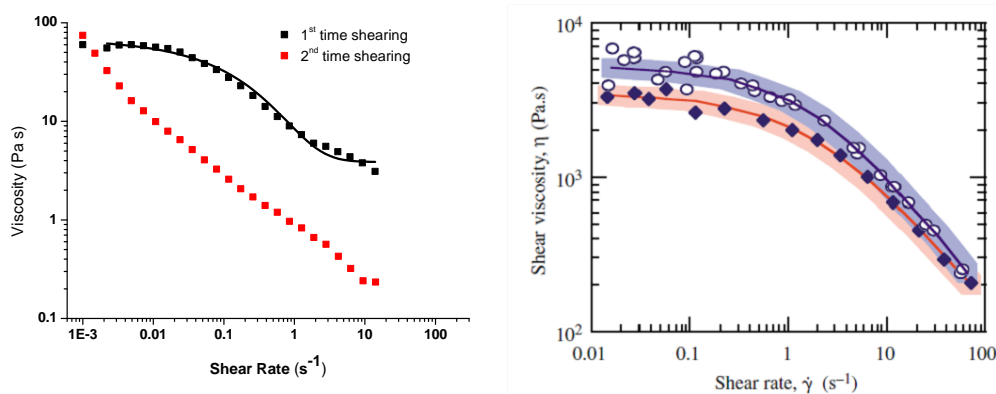 100
10
1
0.1
Viscosity (Pa s)
1E-3 0.01 0.1 1 10 100
Shear Rate (s⁻¹)
1ˢᵗ time shearing
2ⁿᵈ time shearing
10⁴
10³
10²
Shear viscosity, η (Pa.s)
0.01 0.1 1 10 100
Shear rate, γ̇ (s⁻¹)